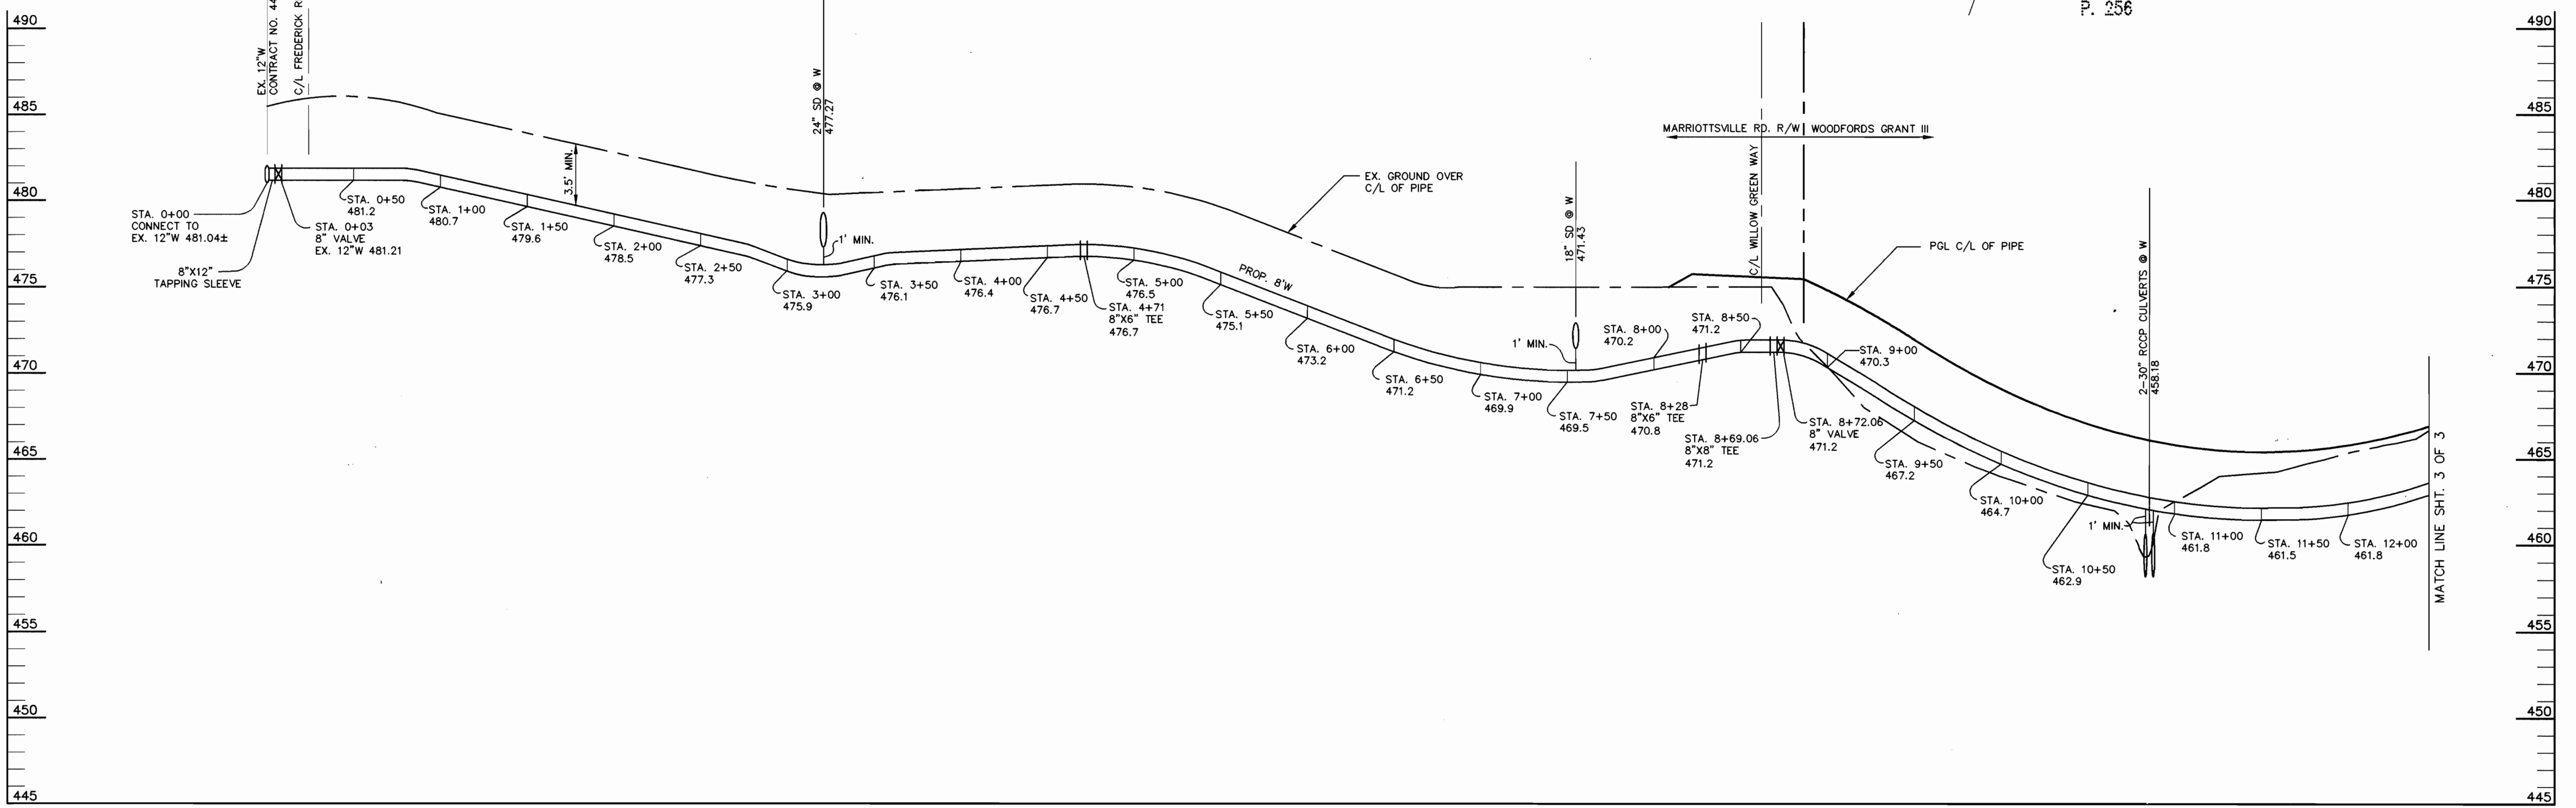 P. 256
490
485
480
475
470
465
460
455
450
445
490
485
480
475
470
465
460
455
450
445
EX. 12"W
CONTRACT NO. 44
C/L FREDERICK R
24" SD @ W
477.27
3.5' MIN.
STA. 0+00
CONNECT TO
EX. 12"W 481.04±
8"X12"
TAPPING SLEEVE
STA. 0+03
8" VALVE
EX. 12"W 481.21
STA. 0+50
481.2
STA. 1+00
480.7
STA. 1+50
479.6
STA. 2+00
478.5
STA. 2+50
477.3
STA. 3+00
475.9
1' MIN.
STA. 3+50
476.1
STA. 4+00
476.4
STA. 4+50
476.7
STA. 4+71
8"X6" TEE
476.7
STA. 5+00
476.5
STA. 5+50
475.1
PROP. 8'W
STA. 6+00
473.2
STA. 6+50
471.2
STA. 7+00
469.9
STA. 7+50
469.5
EX. GROUND OVER
C/L OF PIPE
18" SD @ W
471.43
1' MIN.
STA. 8+00
470.2
STA. 8+28
8"X6" TEE
470.8
STA. 8+50
471.2
STA. 8+69.06
8"X8" TEE
471.2
STA. 8+72.06
8" VALVE
471.2
MARRIOTTSVILLE RD. R/W
WOODFORDS GRANT III
C/L WILLOW GREEN WAY
PGL C/L OF PIPE
STA. 9+00
470.3
STA. 9+50
467.2
STA. 10+00
464.7
STA. 10+50
462.9
2-30" RCCP CULVERTS @ W
458.18
1' MIN.
STA. 11+00
461.8
STA. 11+50
461.5
STA. 12+00
461.8
MATCH LINE SHT. 3 OF 3